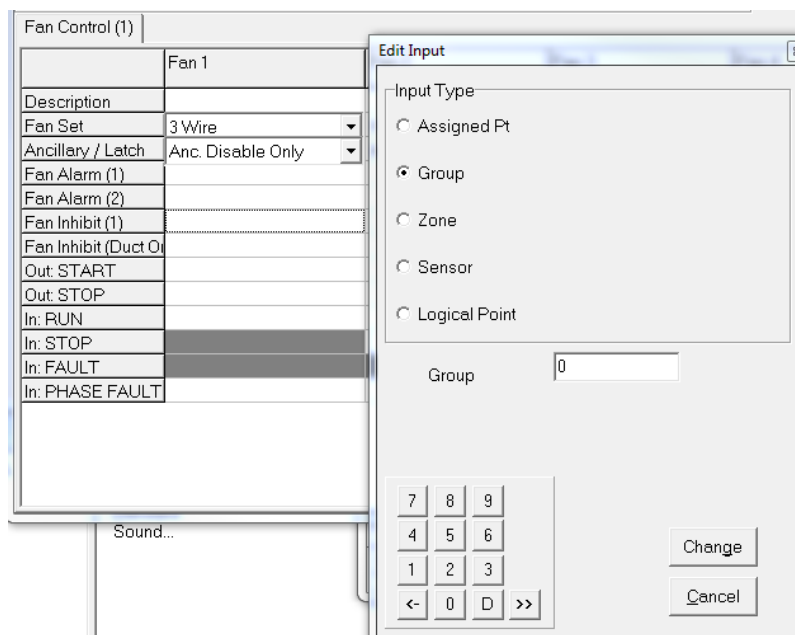 Fan Control (1)
Fan 1
Description
Fan Set 3 Wire
Ancillary / Latch Anc. Disable Only
Fan Alarm (1)
Fan Alarm (2)
Fan Inhibit (1)
Fan Inhibit (Duct
Out: START
Out: STOP
In: RUN
In: STOP
In: FAULT
In: PHASE FAULT
Sound...
Edit Input
Input Type
Assigned Pt
Group
Zone
Sensor
Logical Point
Group 0
7 8 9
4 5 6
1 2 3
<- 0 D >>
Change
Cancel